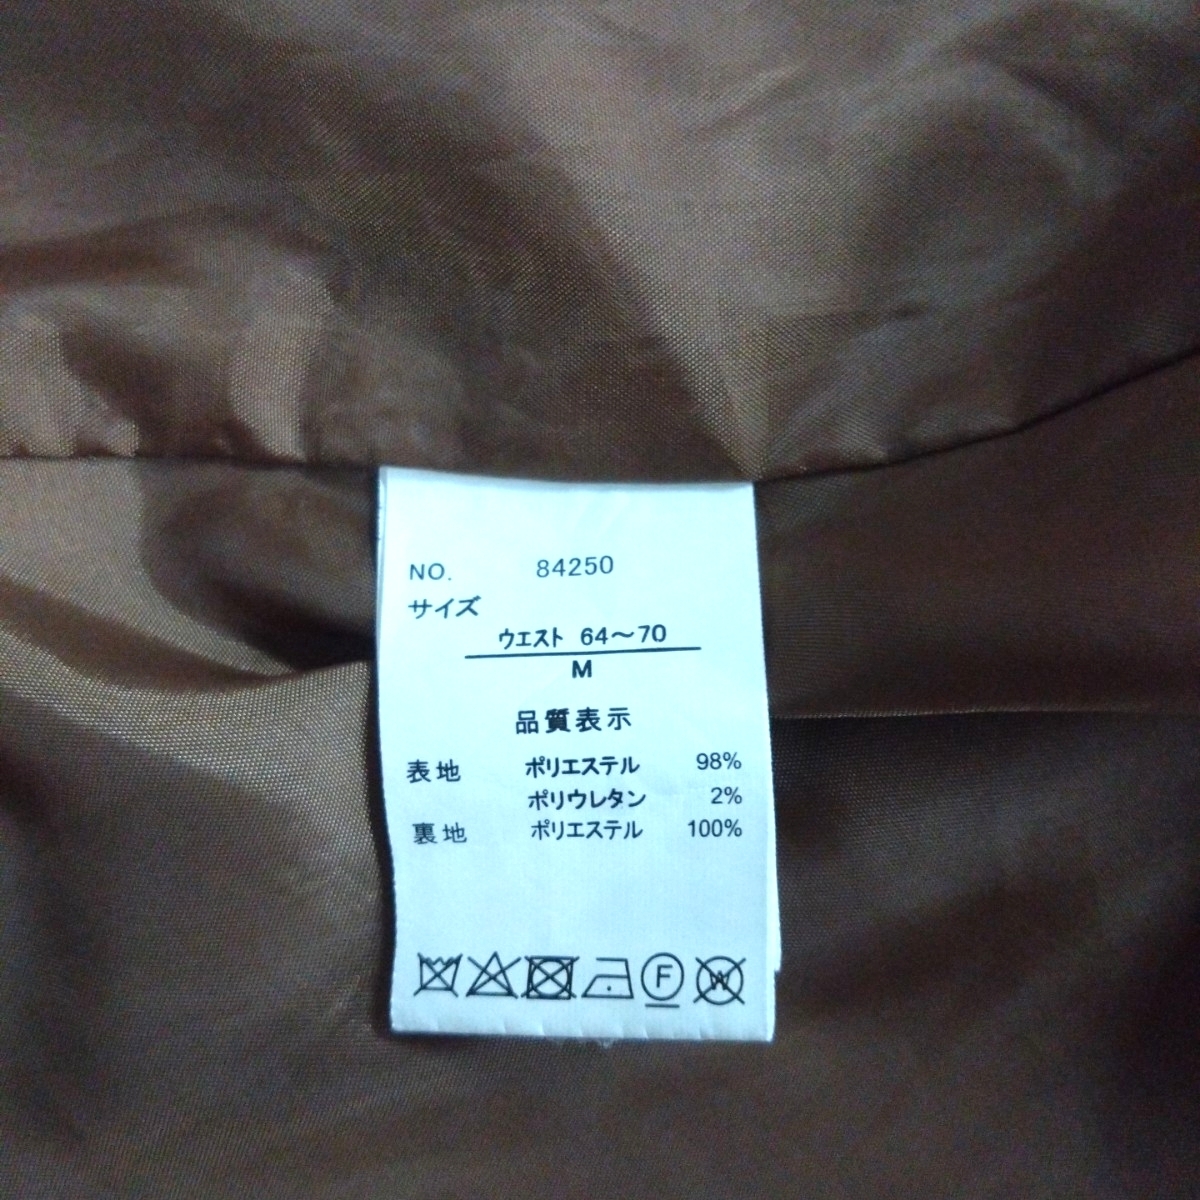 NO. 84250
サイズ
ウエスト 64〜70
M
品質表示
表地 ポリエステル 98%
ポリウレタン 2%
裏地 ポリエステル 100%
F W